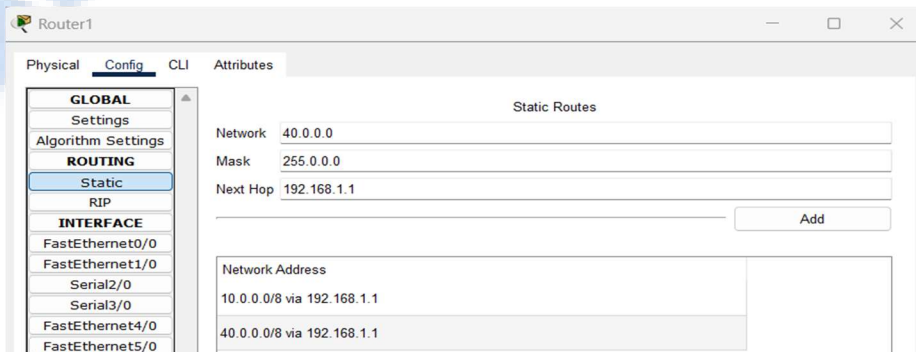 Router1
Physical Config CLI Attributes
GLOBAL
Settings
Algorithm Settings
ROUTING
Static
RIP
INTERFACE
FastEthernet0/0
FastEthernet1/0
Serial2/0
Serial3/0
FastEthernet4/0
FastEthernet5/0
Static Routes
Network 40.0.0.0
Mask 255.0.0.0
Next Hop 192.168.1.1
Add
Network Address
10.0.0.0/8 via 192.168.1.1
40.0.0.0/8 via 192.168.1.1